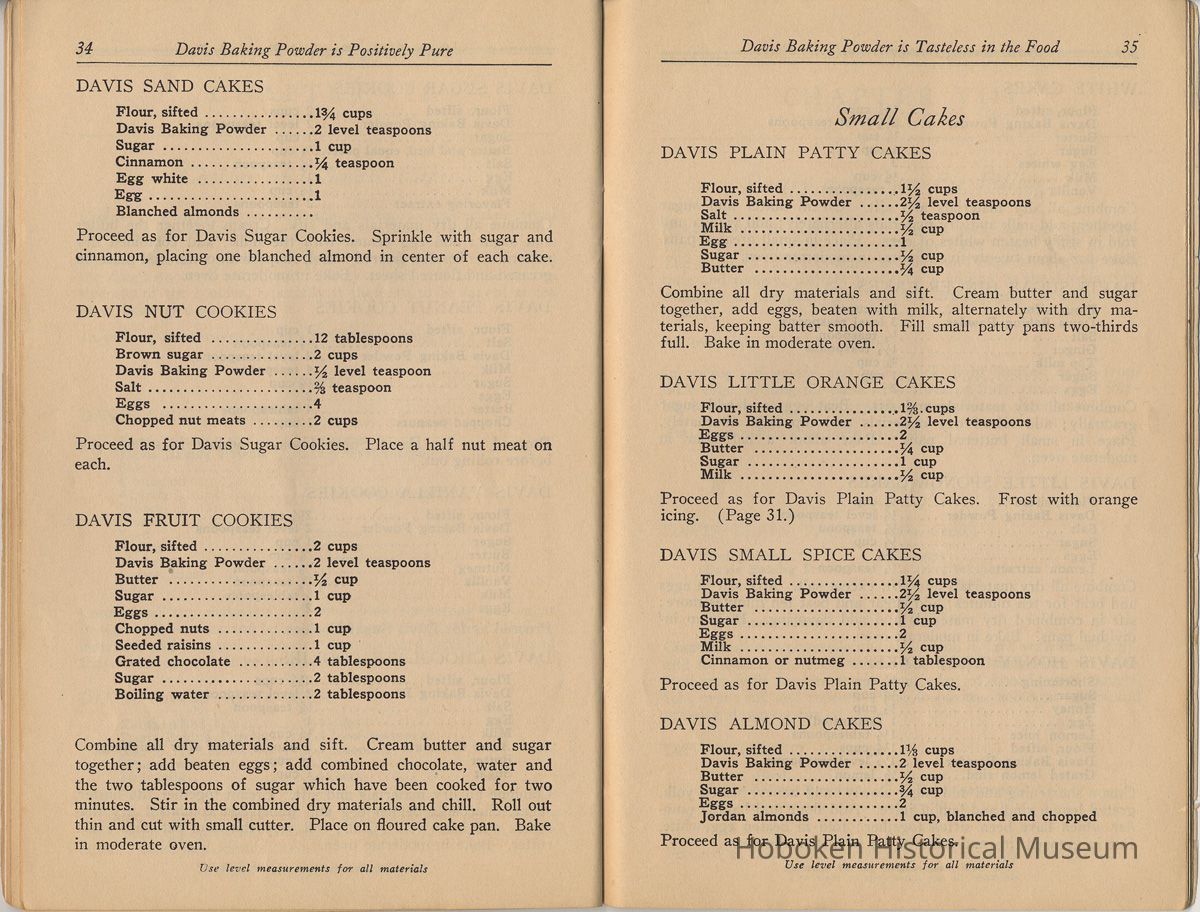 34 Davis Baking Powder is Positively Pure
DAVIS SAND CAKES
Flour, sifted ................1¾ cups
Davis Baking Powder ......2 level teaspoons
Sugar ......................1 cup
Cinnamon ..................¼ teaspoon
Egg white .................1
Egg ........................1
Blanched almonds ..........
Proceed as for Davis Sugar Cookies. Sprinkle with sugar and
cinnamon, placing one blanched almond in center of each cake.
DAVIS NUT COOKIES
Flour, sifted ...............12 tablespoons
Brown sugar ...............2 cups
Davis Baking Powder ......½ level teaspoon
Salt ........................⅔ teaspoon
Eggs ......................4
Chopped nut meats .........2 cups
Proceed as for Davis Sugar Cookies. Place a half nut meat on
each.
DAVIS FRUIT COOKIES
Flour, sifted ................2 cups
Davis Baking Powder ......2 level teaspoons
Butter .....................½ cup
Sugar ......................1 cup
Eggs .......................2
Chopped nuts ..............1 cup
Seeded raisins ..............1 cup
Grated chocolate ...........4 tablespoons
Sugar ......................2 tablespoons
Boiling water ..............2 tablespoons
Combine all dry materials and sift. Cream butter and sugar
together; add beaten eggs; add combined chocolate, water and
the two tablespoons of sugar which have been cooked for two
minutes. Stir in the combined dry materials and chill. Roll out
thin and cut with small cutter. Place on floured cake pan. Bake
in moderate oven.
Use level measurements for all materials
Davis Baking Powder is Tasteless in the Food 35
Small Cakes
DAVIS PLAIN PATTY CAKES
Flour, sifted ................1½ cups
Davis Baking Powder ......2½ level teaspoons
Salt ........................½ teaspoon
Milk .......................½ cup
Egg ........................1
Sugar ......................½ cup
Butter .....................¼ cup
Combine all dry materials and sift. Cream butter and sugar
together, add eggs, beaten with milk, alternately with dry ma-
terials, keeping batter smooth. Fill small patty pans two-thirds
full. Bake in moderate oven.
DAVIS LITTLE ORANGE CAKES
Flour, sifted ................1⅔ cups
Davis Baking Powder ......2½ level teaspoons
Eggs .......................2
Butter .....................¼ cup
Sugar ......................1 cup
Milk .......................½ cup
Proceed as for Davis Plain Patty Cakes. Frost with orange
icing. (Page 31.)
DAVIS SMALL SPICE CAKES
Flour, sifted ................1¼ cups
Davis Baking Powder ......2½ level teaspoons
Butter .....................½ cup
Sugar ......................1 cup
Eggs .......................2
Milk .......................½ cup
Cinnamon or nutmeg .......1 tablespoon
Proceed as for Davis Plain Patty Cakes.
DAVIS ALMOND CAKES
Flour, sifted ................1⅓ cups
Davis Baking Powder ......2 level teaspoons
Butter .....................½ cup
Sugar ......................¾ cup
Eggs .......................2
Jordan almonds ............1 cup, blanched and chopped
Proceed as for Davis Plain Patty Cakes.
Hoboken Historical Museum
Use level measurements for all materials